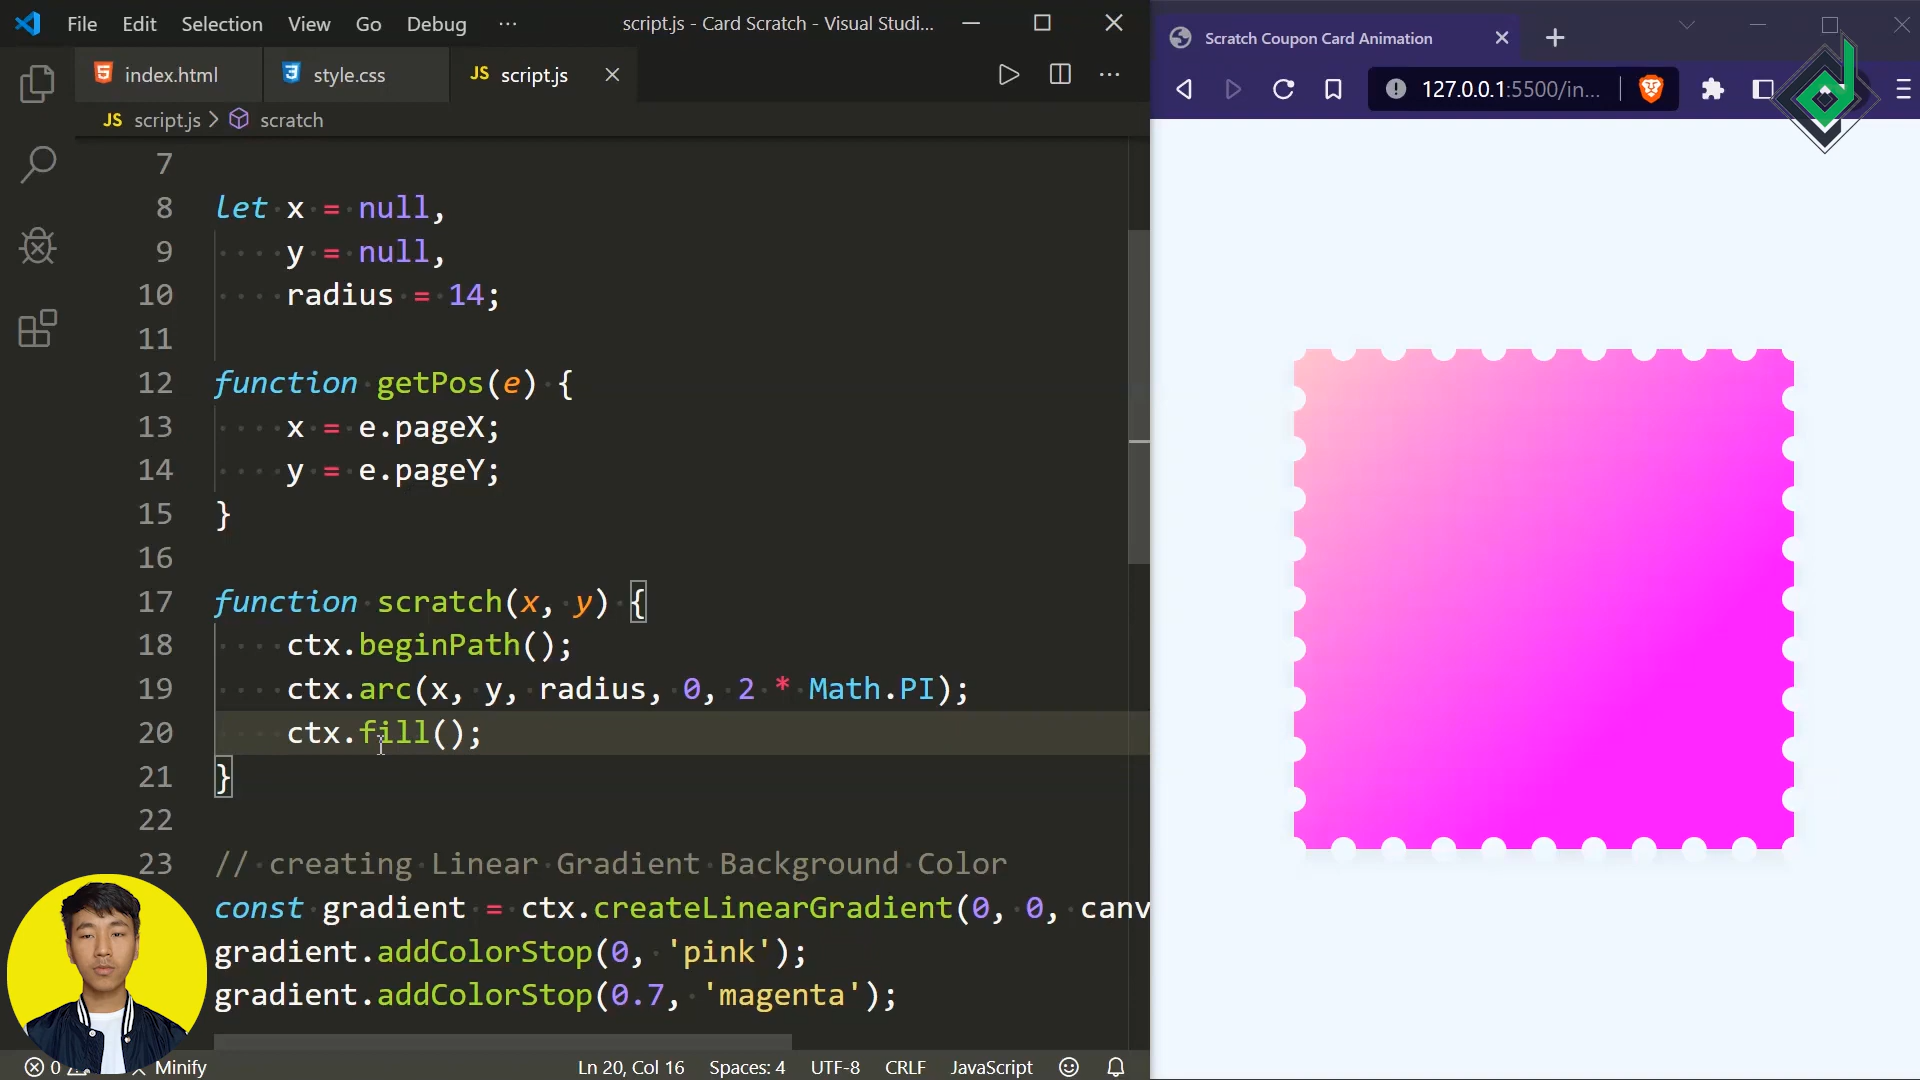 File Edit Selection View Go Debug ··· script.js - Card Scratch - Visual Studi...
index.html style.css JS script.js
JS script.js > scratch
7
8 let x = null,
9 y = null,
10 radius = 14;
11
12 function getPos(e) {
13 x = e.pageX;
14 y = e.pageY;
15 }
16
17 function scratch(x, y) {
18 ctx.beginPath();
19 ctx.arc(x, y, radius, 0, 2 * Math.PI);
20 ctx.fill();
21 }
22
23 // creating Linear Gradient Background Color
const gradient = ctx.createLinearGradient(0, 0, canv
gradient.addColorStop(0, 'pink');
gradient.addColorStop(0.7, 'magenta');
0 Minify Ln 20, Col 16 Spaces: 4 UTF-8 CRLF JavaScript
Scratch Coupon Card Animation
127.0.0.1:5500/in...